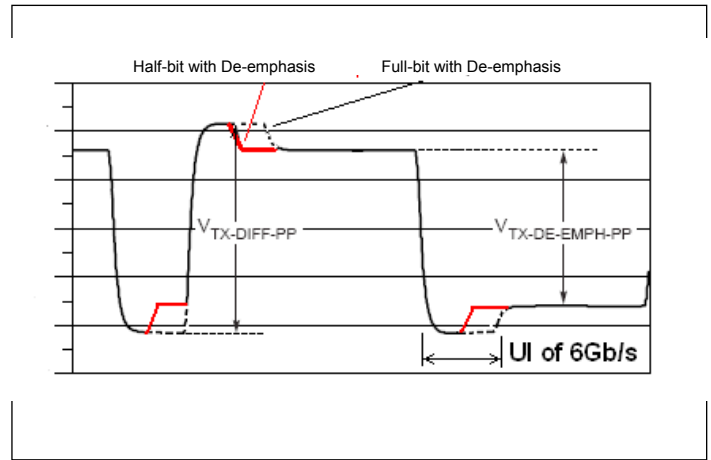 Half-bit with De-emphasis
Full-bit with De-emphasis
VTX-DIFF-PP
VTX-DE-EMPH-PP
UI of 6Gb/s